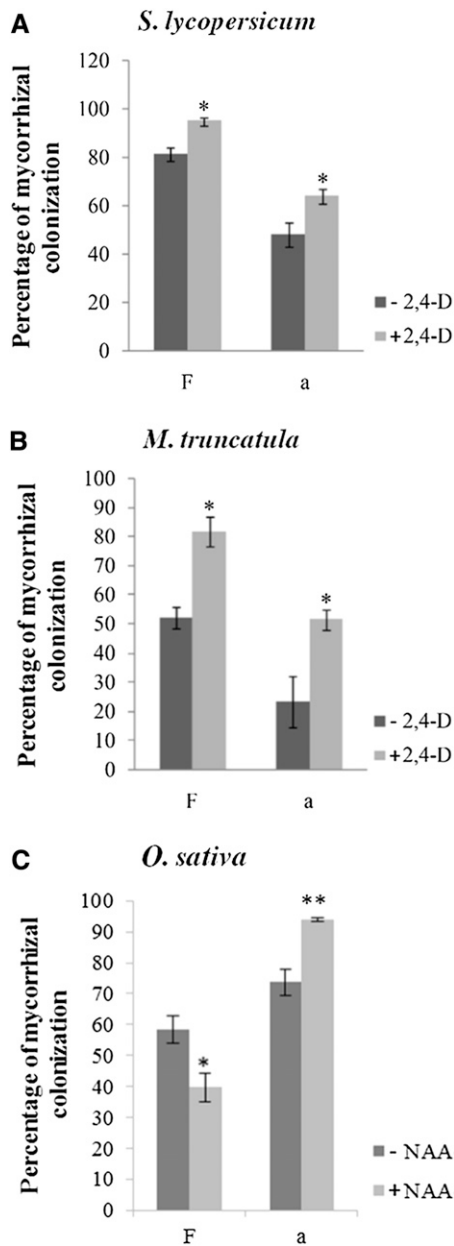 A
S. lycopersicum
Percentage of mycorrhizal
colonization
120
100
80
60
40
20
0
*
*
F
a
- 2,4-D
+2,4-D
B
M. truncatula
Percentage of mycorrhizal
colonization
100
90
80
70
60
50
40
30
20
10
0
*
*
F
a
- 2,4-D
+2,4-D
C
O. sativa
Percentage of mycorrhizal
colonization
100
90
80
70
60
50
40
30
20
10
0
*
**
F
a
- NAA
+NAA